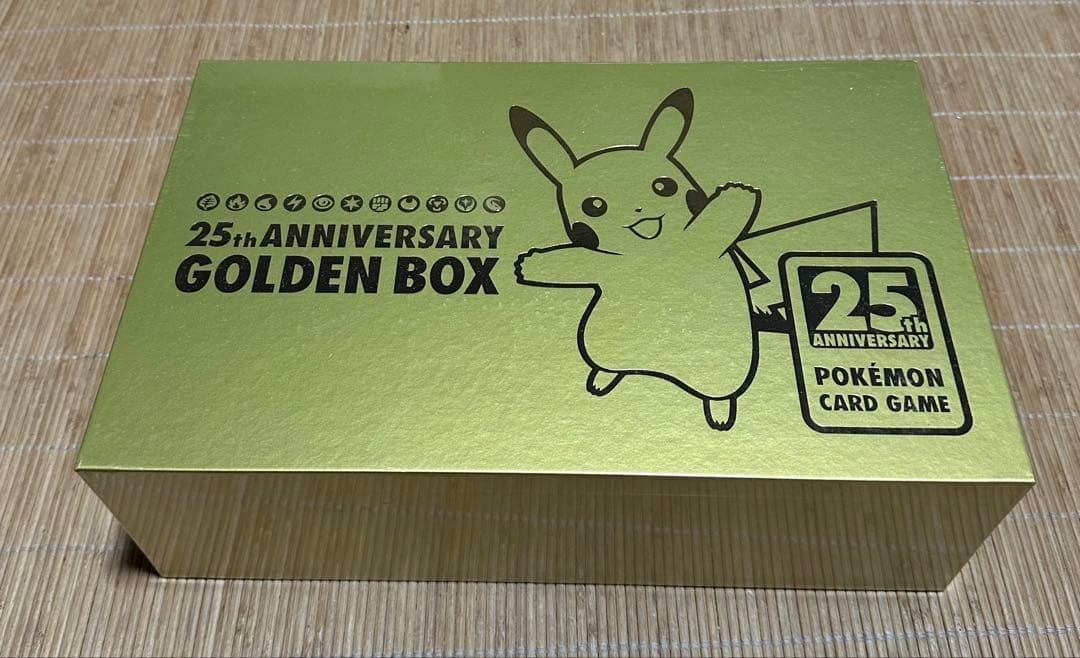 25th ANNIVERSARY
GOLDEN BOX
25th
ANNIVERSARY
POKÉMON
CARD GAME